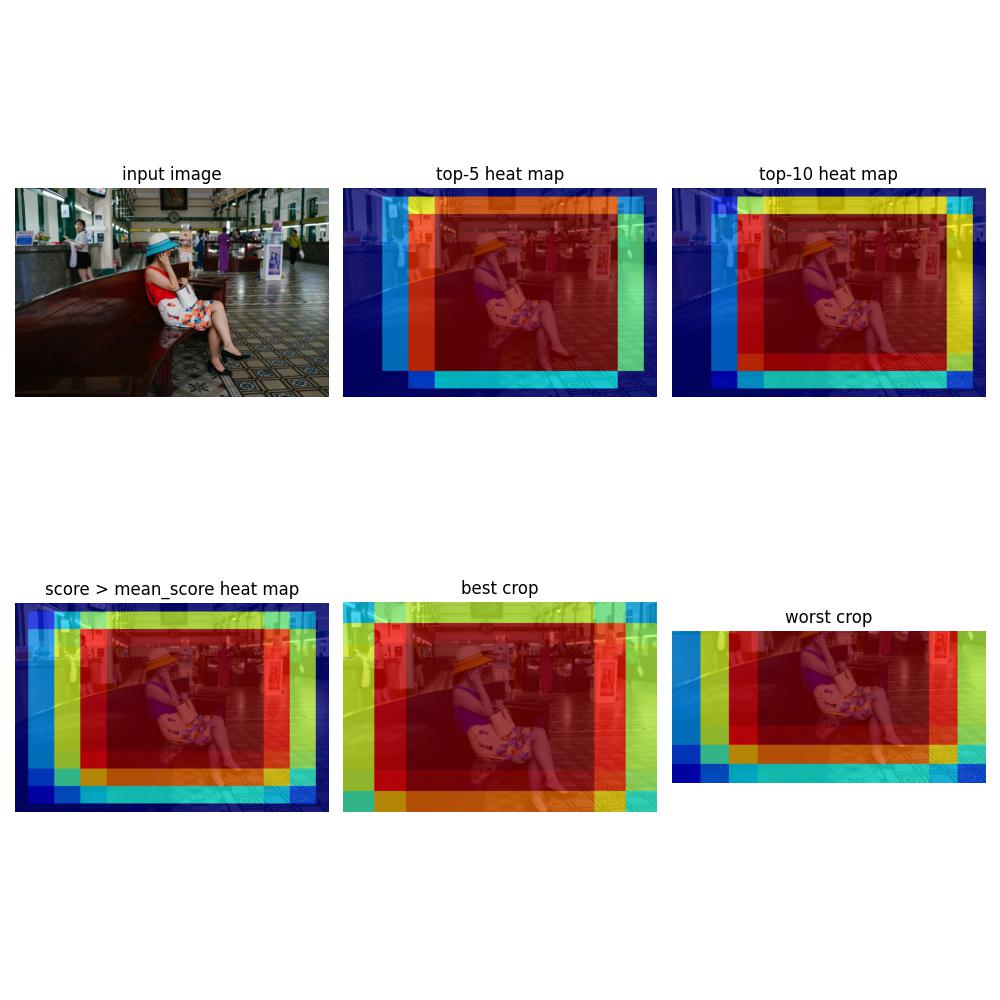 input image
top-5 heat map
top-10 heat map
score > mean_score heat map
best crop
worst crop